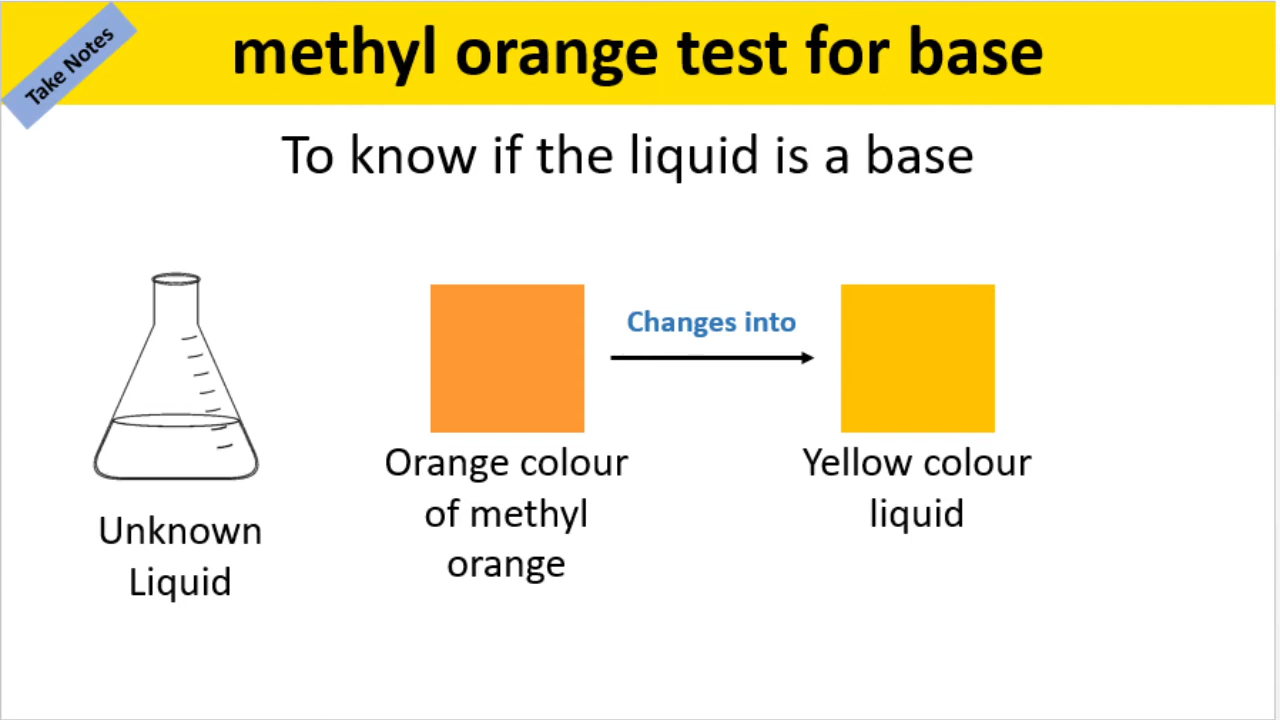 Take Notes
methyl orange test for base
To know if the liquid is a base
Changes into
Orange colour
of methyl
orange
Yellow colour
liquid
Unknown
Liquid